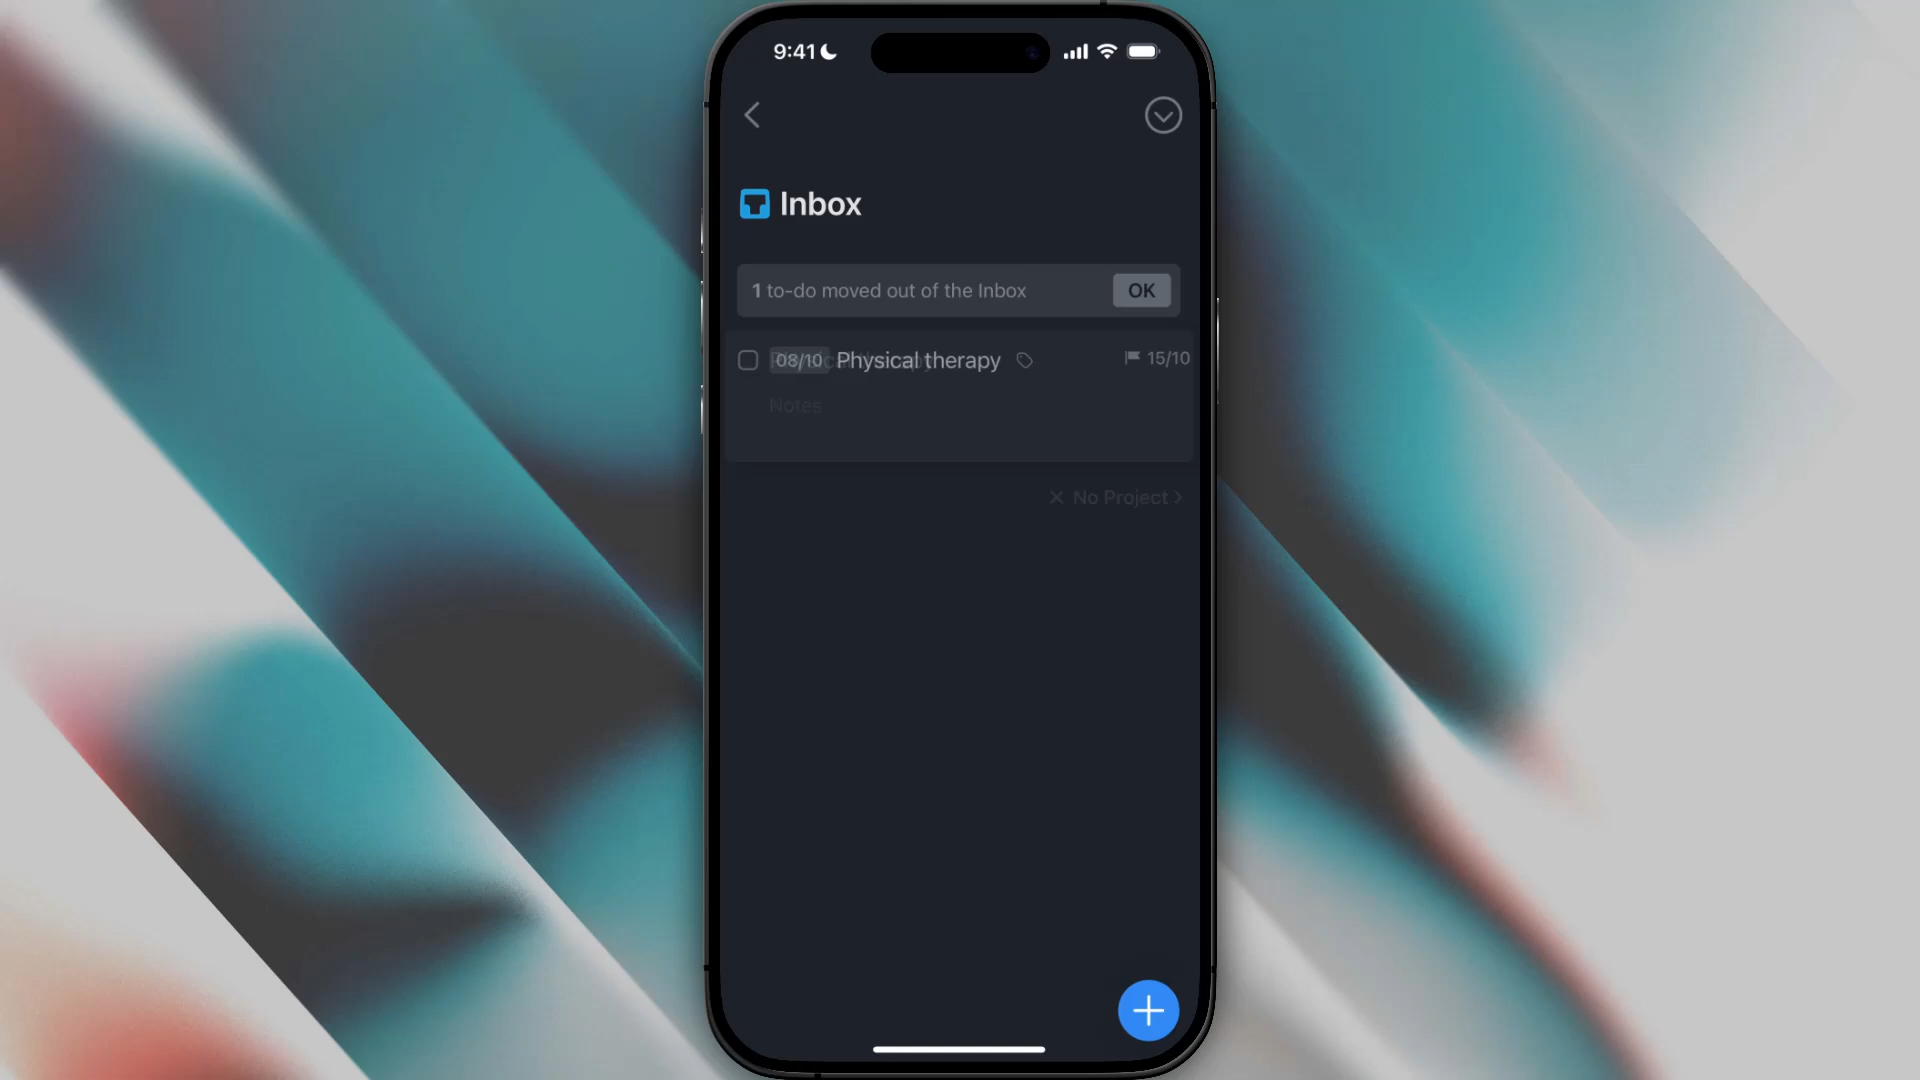 9:41
Inbox
1 to-do moved out of the Inbox OK
08/10 Physical therapy 15/10
Notes
No Project